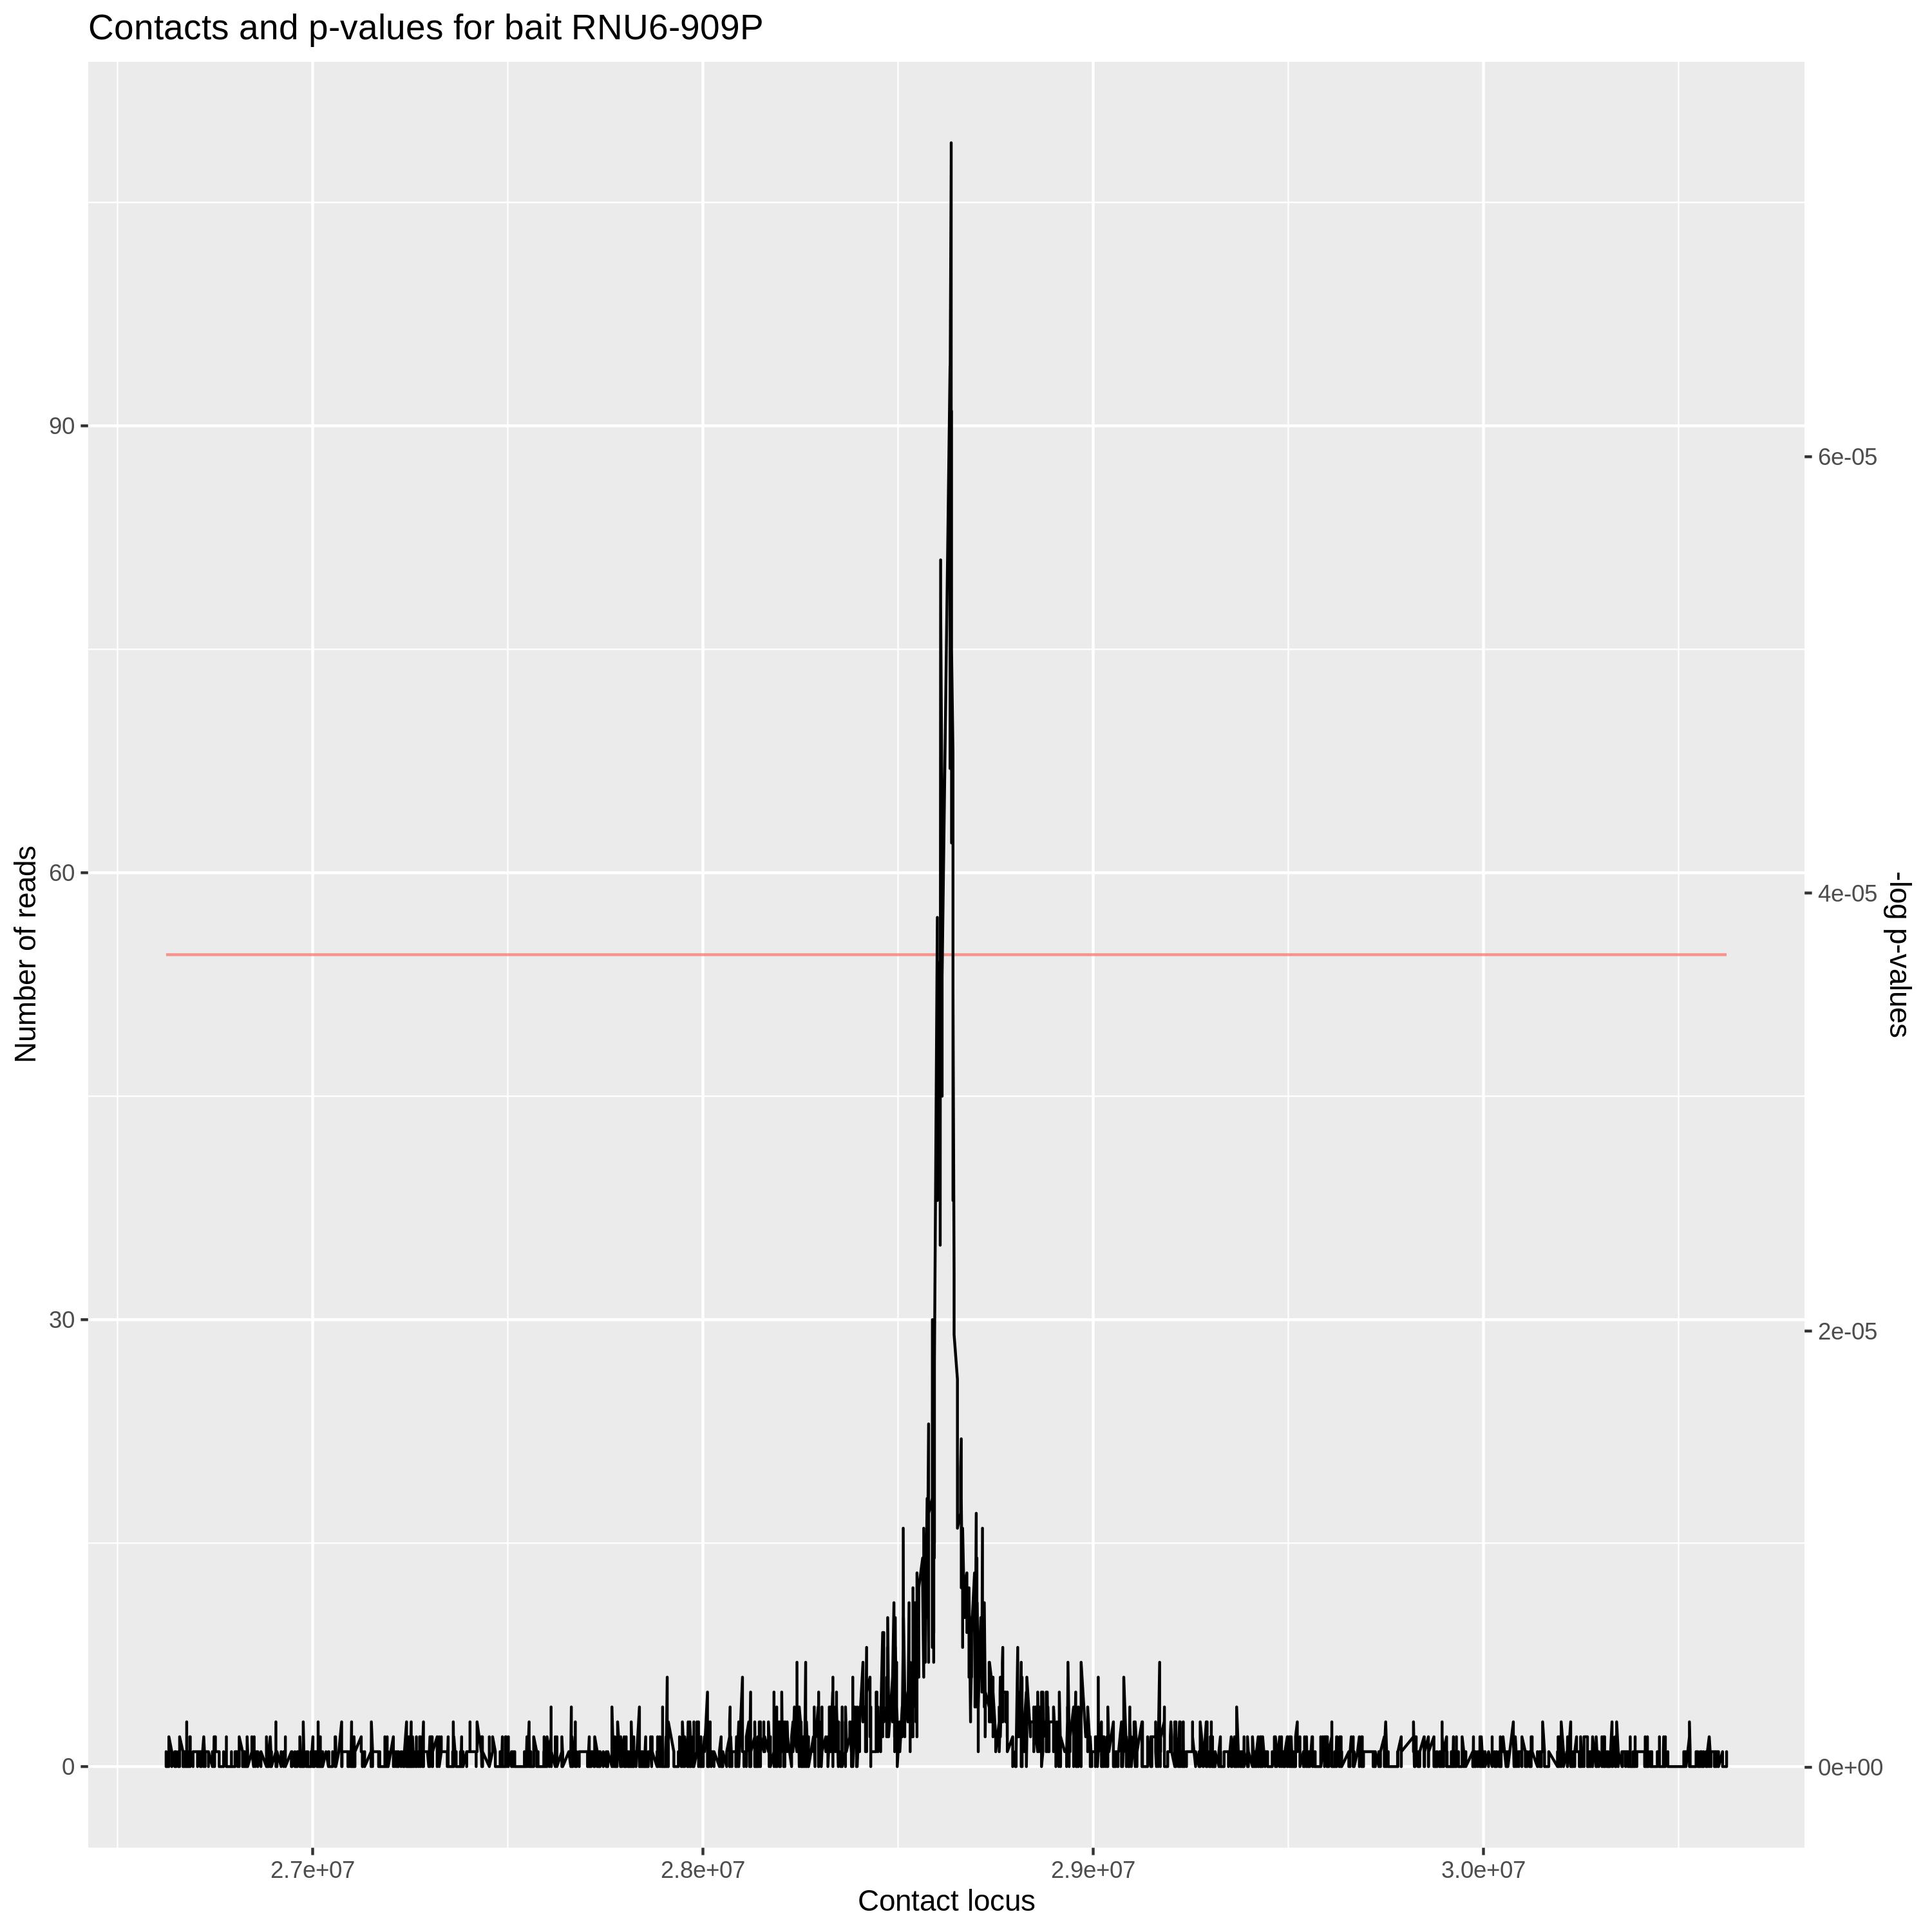 Contacts and p-values for bait RNU6-909P
Number of reads
90
60
30
0
6e-05
4e-05
2e-05
0e+00
-log p-values
2.7e+07
2.8e+07
2.9e+07
3.0e+07
Contact locus